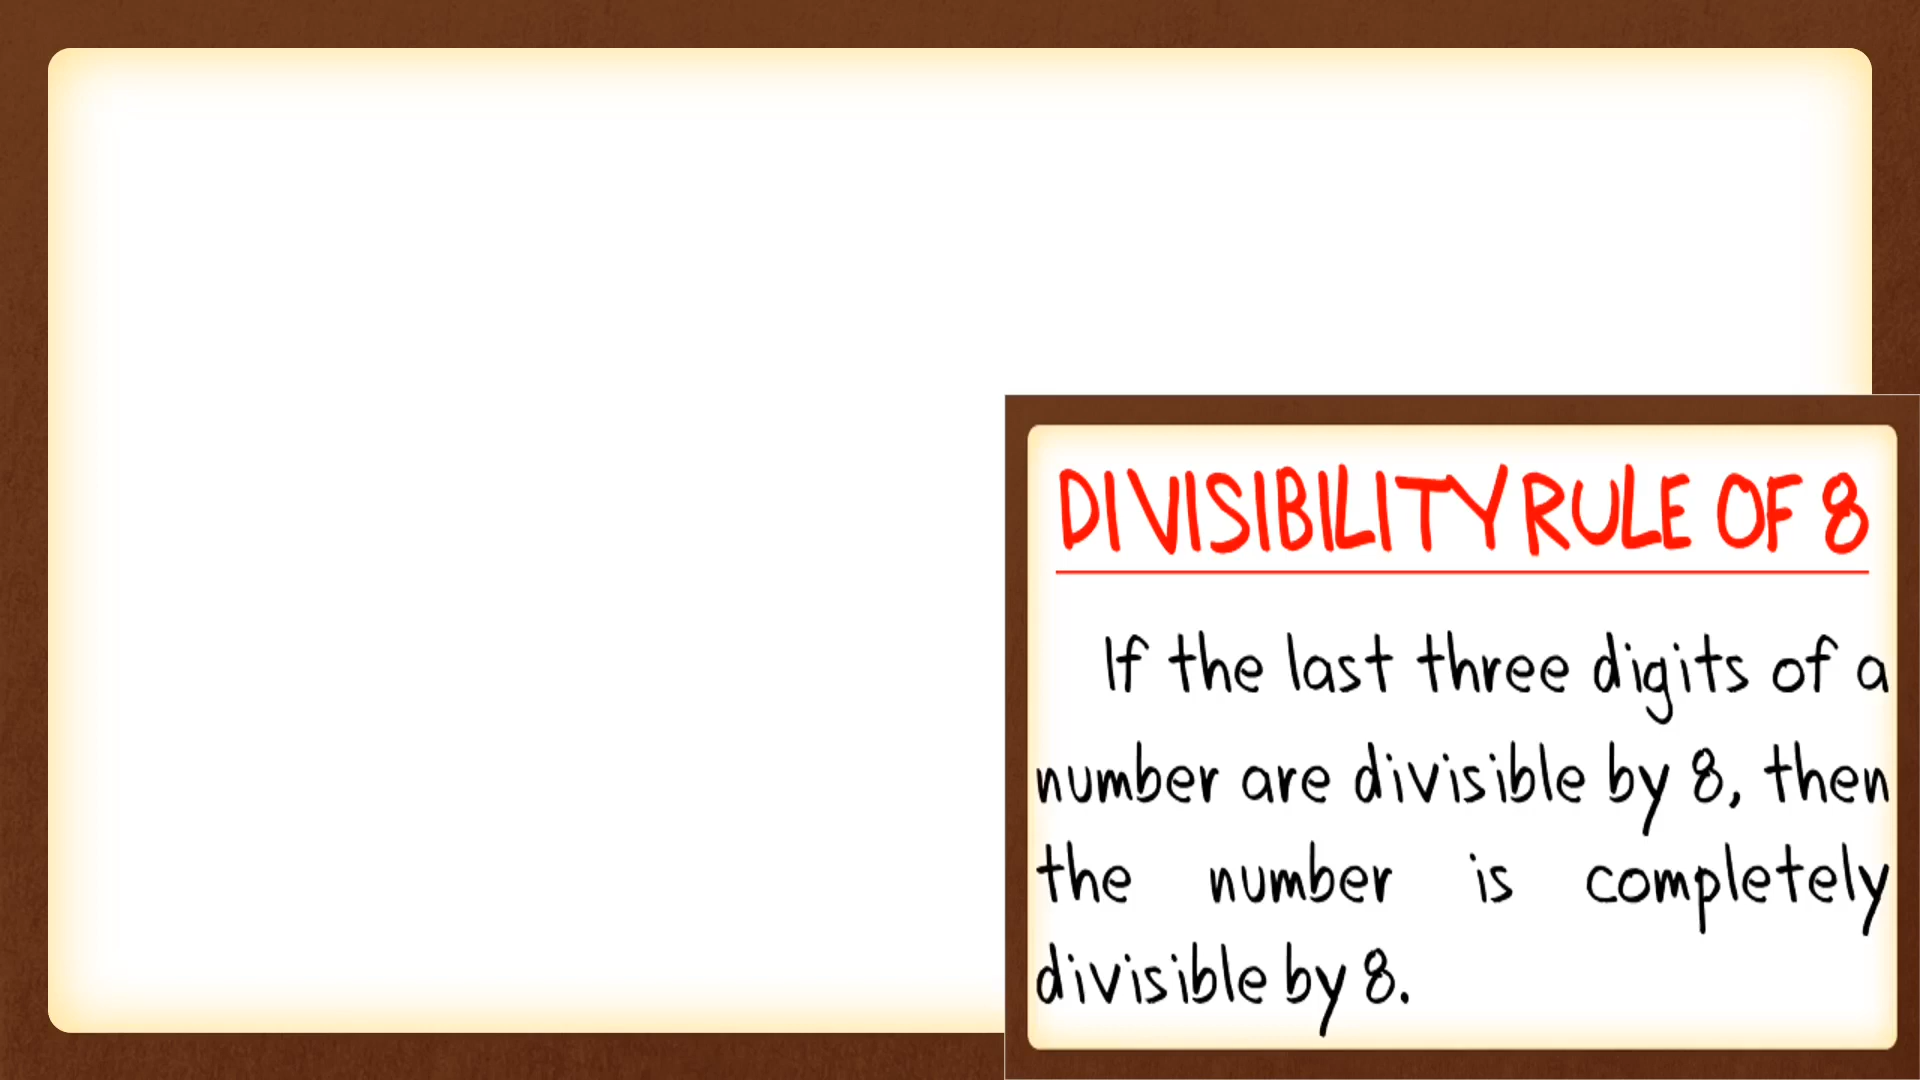 DIVISIBILITY RULE OF 8
If the last three digits of a
number are divisible by 8, then
the number is completely
divisible by 8.